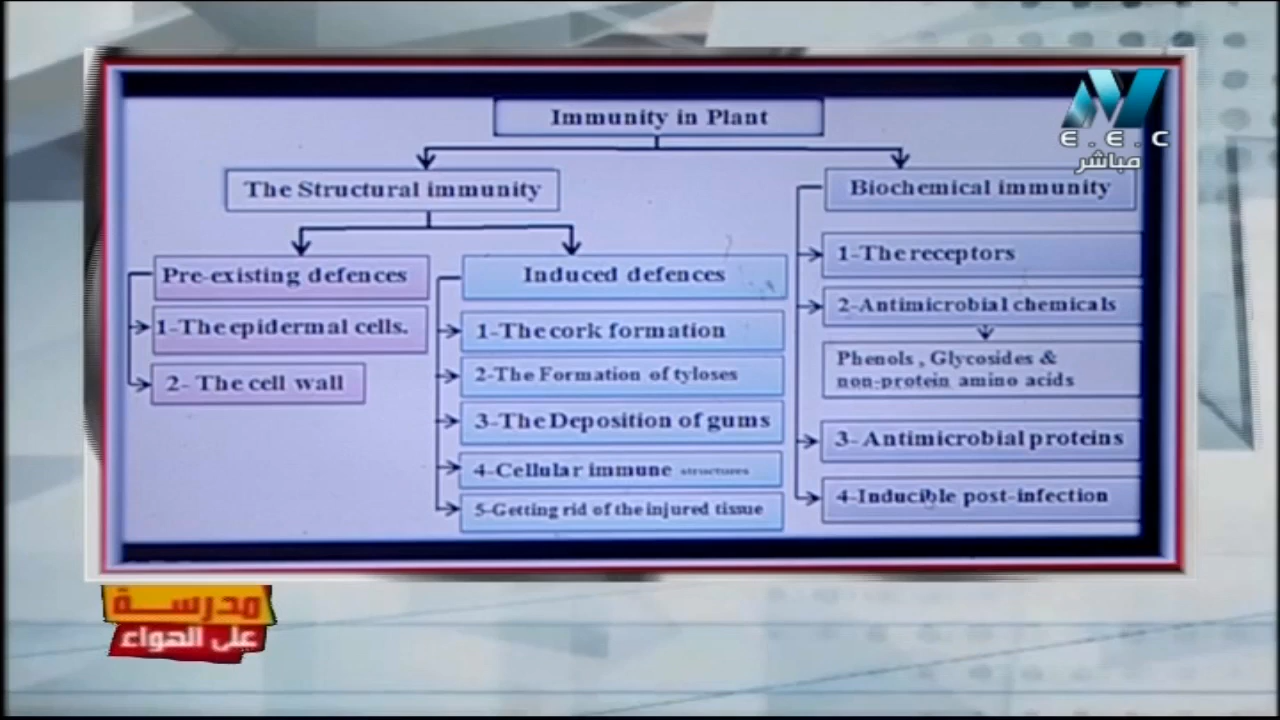 Immunity in Plant
The Structural immunity
Biochemical immunity
Pre-existing defences
1-The epidermal cells.
2- The cell wall
Induced defences
1-The cork formation
2-The Formation of tyloses
3-The Deposition of gums
4-Cellular immune structures
5-Getting rid of the injured tissue
1-The receptors
2-Antimicrobial chemicals
Phenols , Glycosides &
non-protein amino acids
3- Antimicrobial proteins
4-Inducible post-infection
E.E.C
مباشر
مدرسة
على الهواء